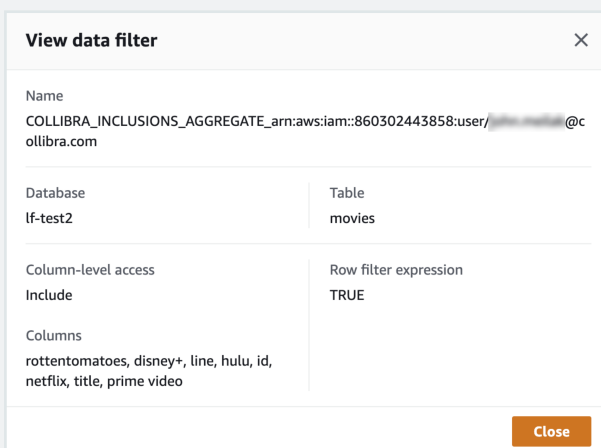 View data filter
Name
COLLIBRA_INCLUSIONS_AGGREGATE_arn:aws:iam::860302443858:user/ @c
ollibra.com
Database
lf-test2
Table
movies
Column-level access
Include
Row filter expression
TRUE
Columns
rottentomatoes, disney+, line, hulu, id,
netflix, title, prime video
Close